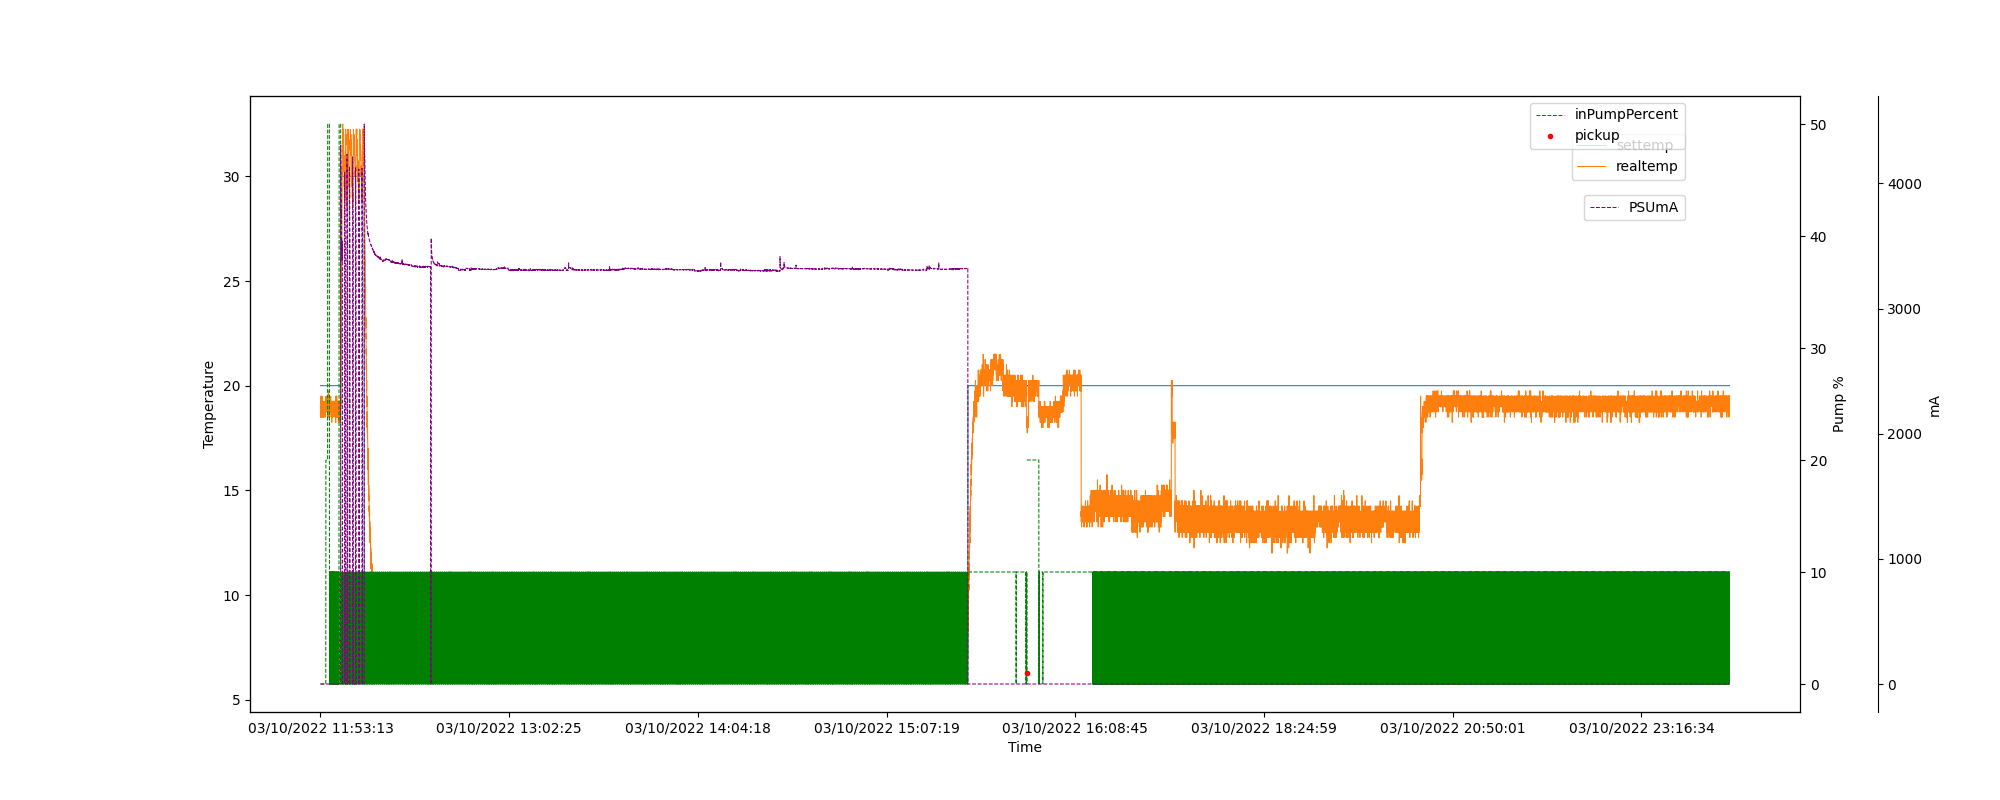 inPumpPercent
pickup
settemp
realtemp
PSUmA
30
25
20
15
10
5
Temperature
50
40
30
20
10
0
Pump %
4000
3000
2000
1000
0
mA
03/10/2022 11:53:13
03/10/2022 13:02:25
03/10/2022 14:04:18
03/10/2022 15:07:19
03/10/2022 16:08:45
03/10/2022 18:24:59
03/10/2022 20:50:01
03/10/2022 23:16:34
Time